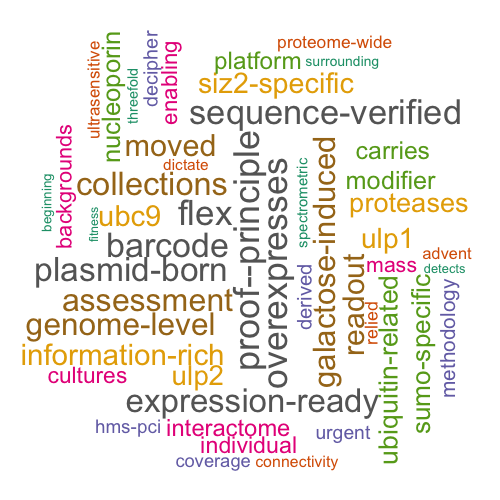 proteome-wide
platform surrounding
siz2-specific
ultrasensitive
nucleoporin
threefold
decipher
enabling
sequence-verified
backgrounds
moved
dictate
proof--principle
overexpresses
spectrometric
galactose-induced
carries
modifier
collections
proteases
beginning
fitness
ubc9
flex
ulp1
barcode
advent
mass
detects
plasmid-born
derived
readout
relied
ubiquitin-related
sumo-specific
methodology
assessment
genome-level
information-rich
cultures
ulp2
expression-ready
hms-pci
interactome
urgent
individual
coverage
connectivity